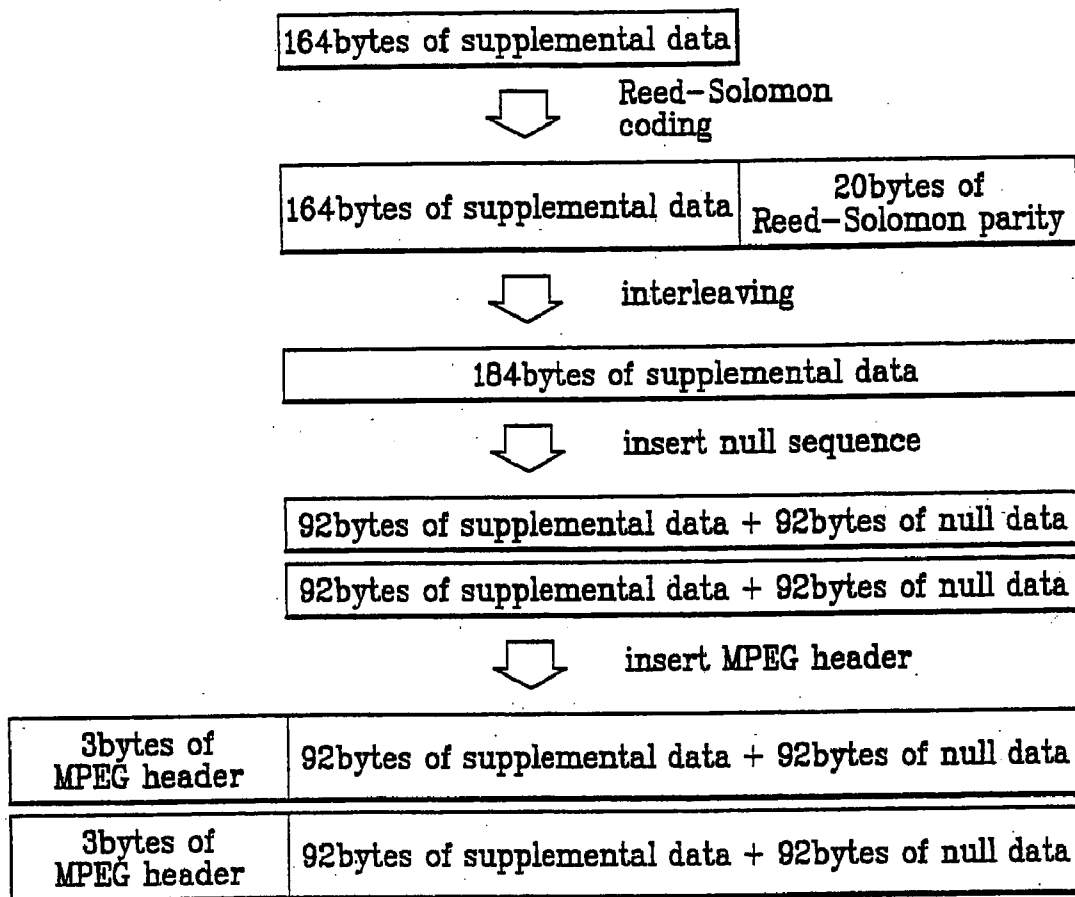 164bytes of supplemental data
Reed-Solomon
coding
164bytes of supplemental data
20bytes of
Reed-Solomon parity
interleaving
184bytes of supplemental data
insert null sequence
92bytes of supplemental data + 92bytes of null data
92bytes of supplemental data + 92bytes of null data
insert MPEG header
3bytes of
MPEG header
92bytes of supplemental data + 92bytes of null data
3bytes of
MPEG header
92bytes of supplemental data + 92bytes of null data